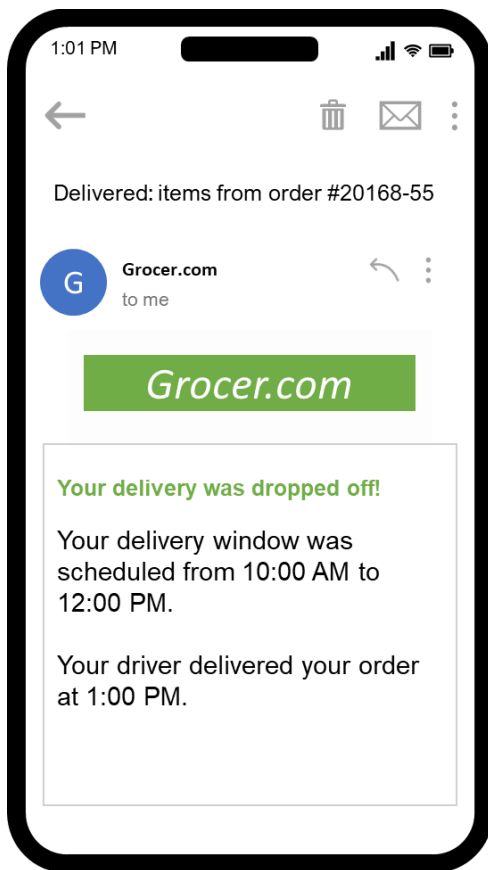 1:01 PM
Delivered: items from order #20168-55
G
Grocer.com
to me
Grocer.com
Your delivery was dropped off!
Your delivery window was
scheduled from 10:00 AM to
12:00 PM.
Your driver delivered your order
at 1:00 PM.